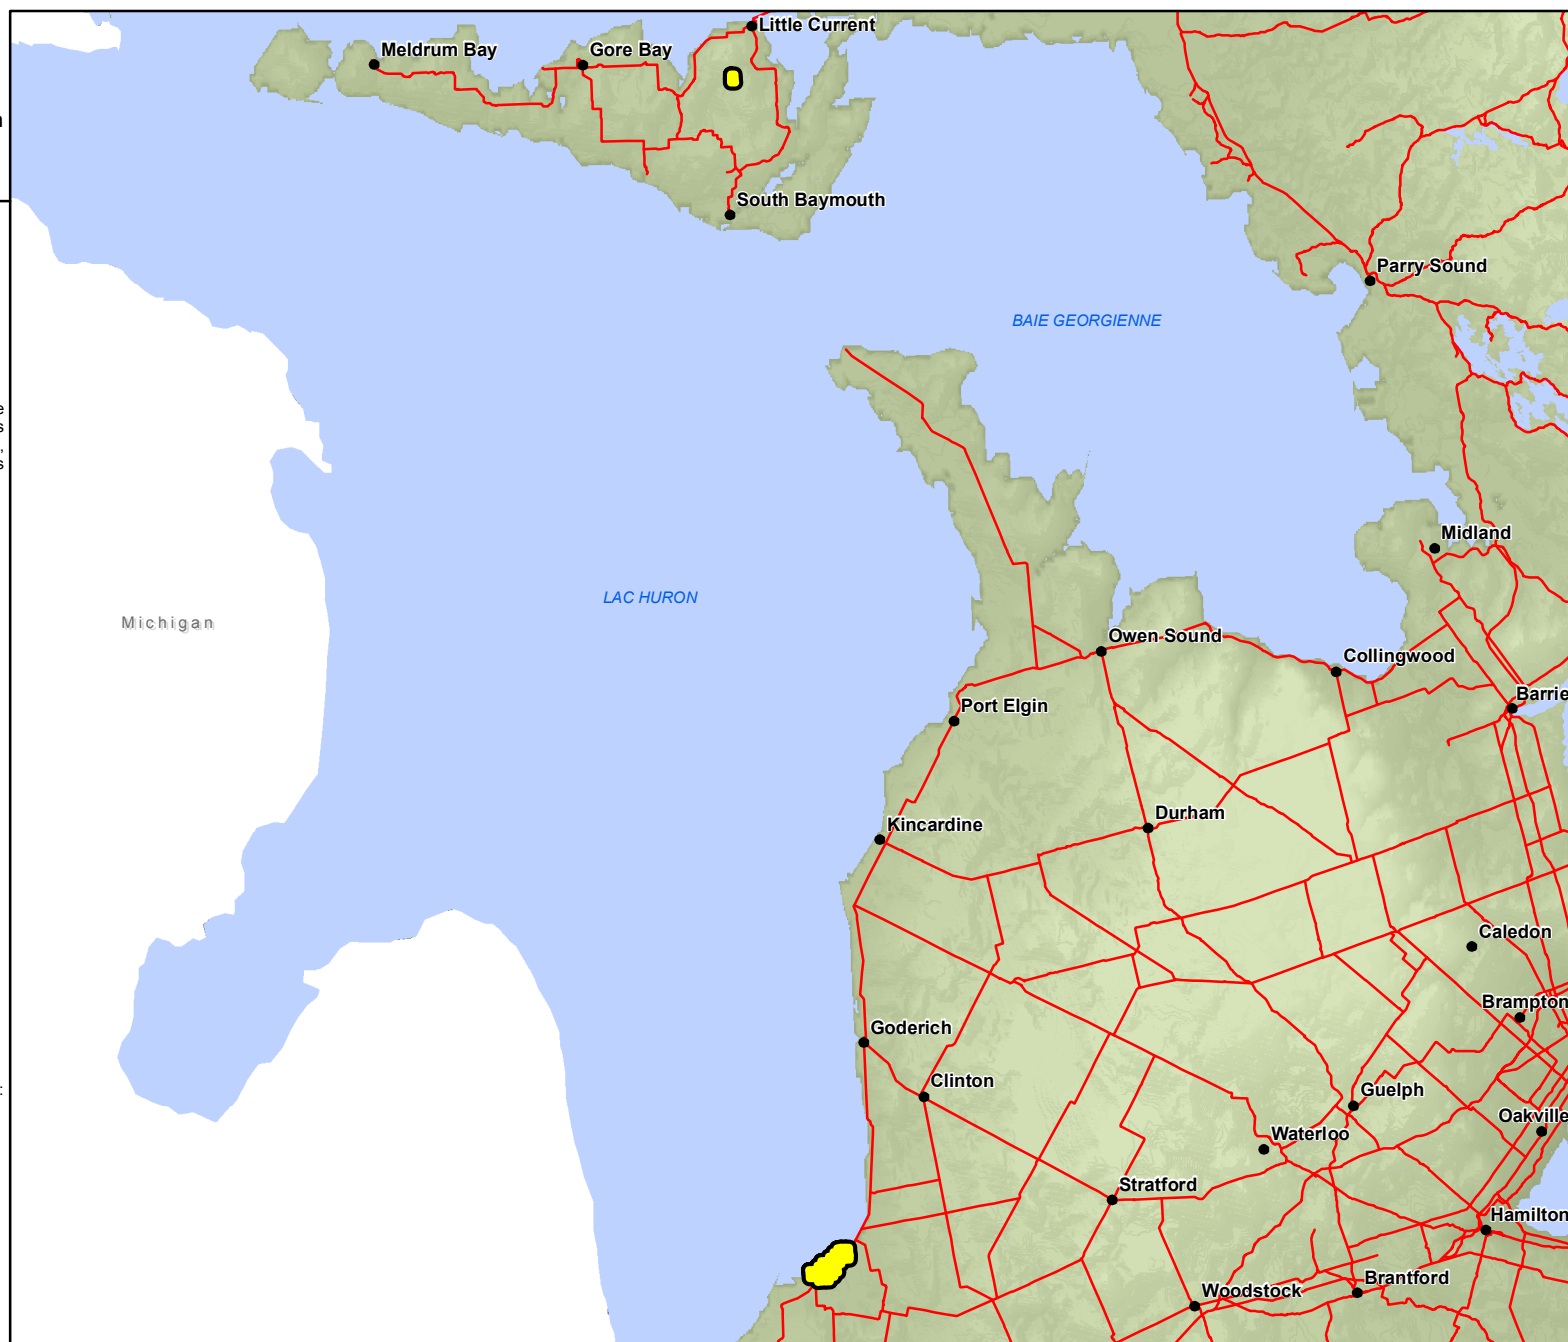 Little Current
Meldrum Bay
Gore Bay
South Baymouth
Parry Sound
BAIE GEORGIENNE
Midland
LAC HURON
Michigan
Owen Sound
Collingwood
Barrie
Port Elgin
Durham
Kincardine
Caledon
Brampton
Goderich
Clinton
Guelph
Oakville
Waterloo
Stratford
Hamilton
Brantford
Woodstock